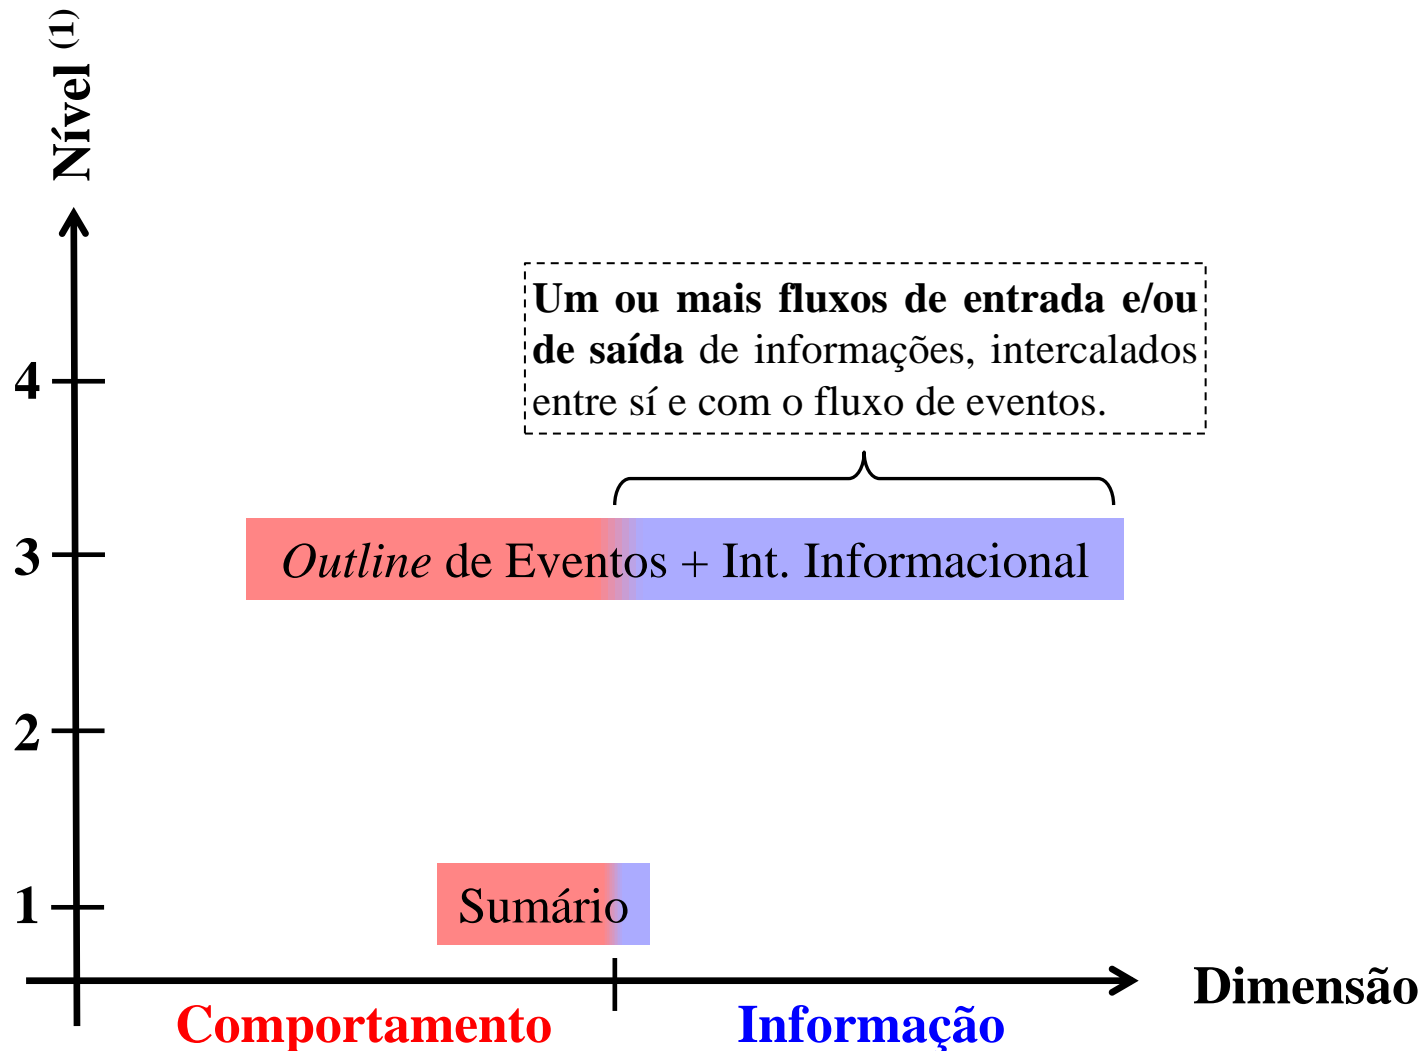 Nível (1)
Um ou mais fluxos de entrada e/ou
de saída de informações, intercalados
entre sí e com o fluxo de eventos.
4
3
Outline de Eventos + Int. Informacional
2
1
Sumário
Dimensão
Comportamento
Informação